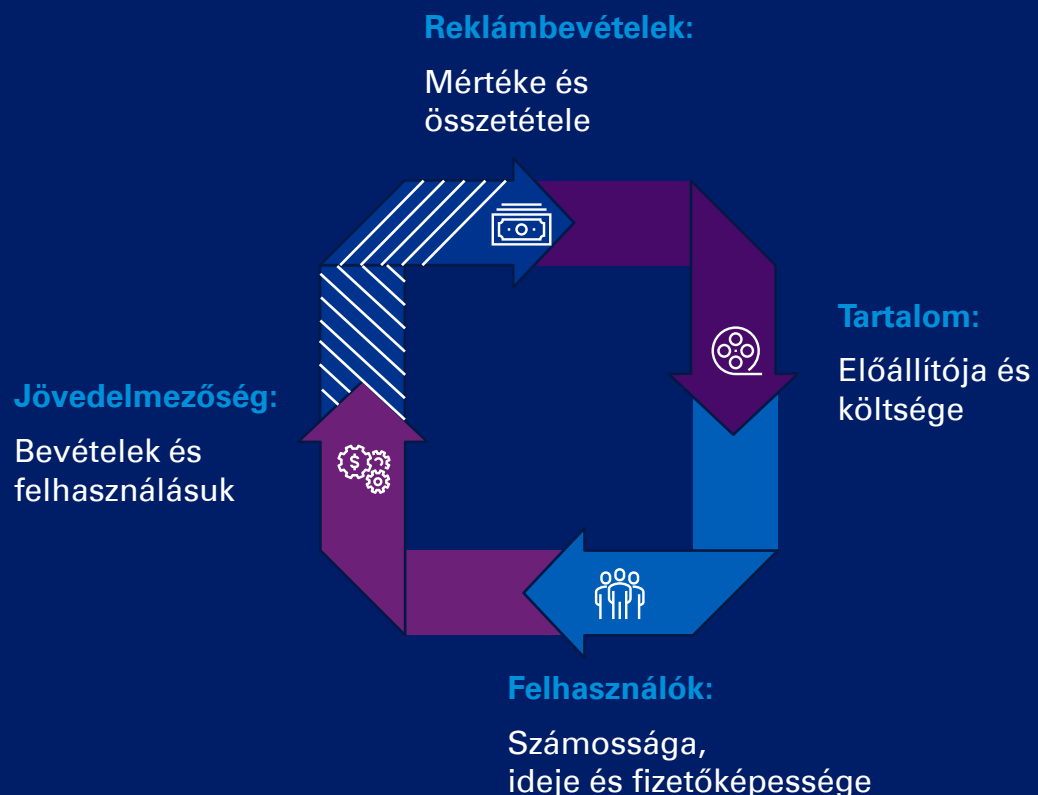 Reklámbevételek:
Mértéke és
összetétele
Tartalom:
Előállítója és
költsége
Jövedelmezőség:
Bevételek és
felhasználásuk
$
Felhasználók:
Számossága,
ideje és fizetőképessége